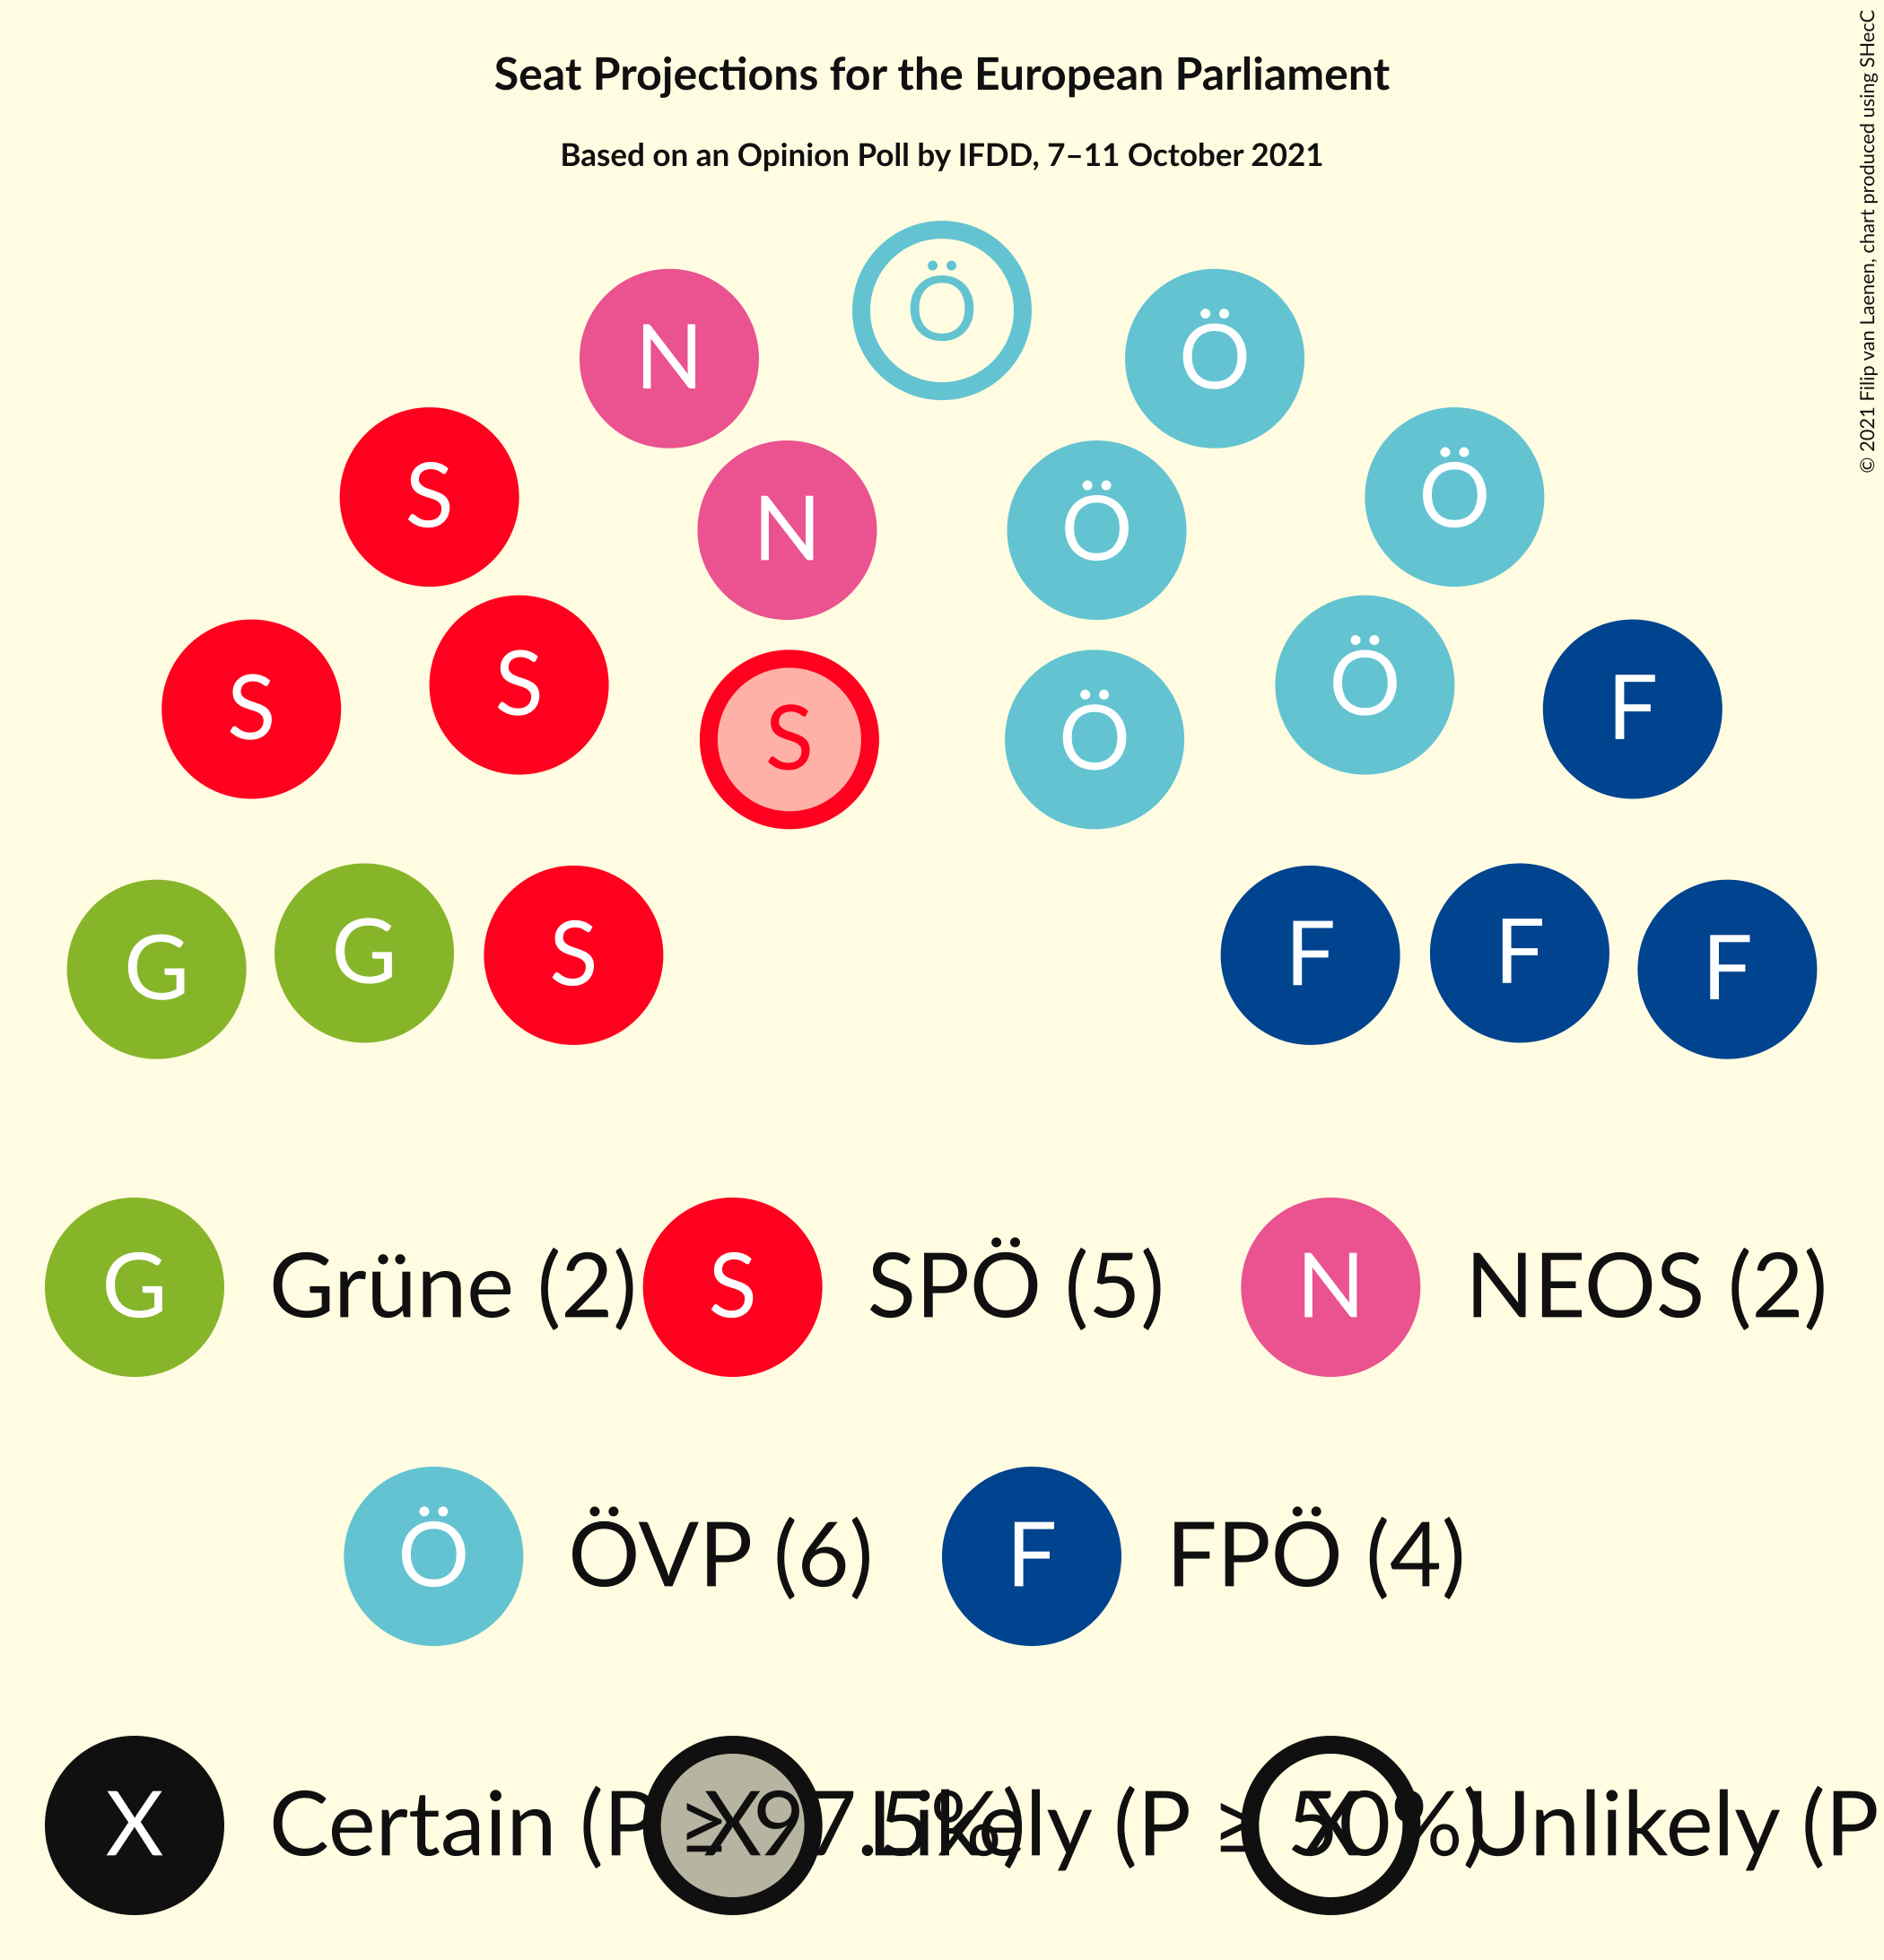 Seat Projections for the European Parliament
Based on an Opinion Poll by IFDD, 7–11 October 2021
© 2021 Filip van Laenen, chart produced using SHecC
Ö
N Ö
S Ö
N Ö
S S Ö F
S Ö
G G S F F F
G Grüne (2) S SPÖ (5) N NEOS (2)
Ö ÖVP (6) F FPÖ (4)
X Certain (P ≥ 97.5%) X Likely (P ≥ 50%) X Unlikely (P